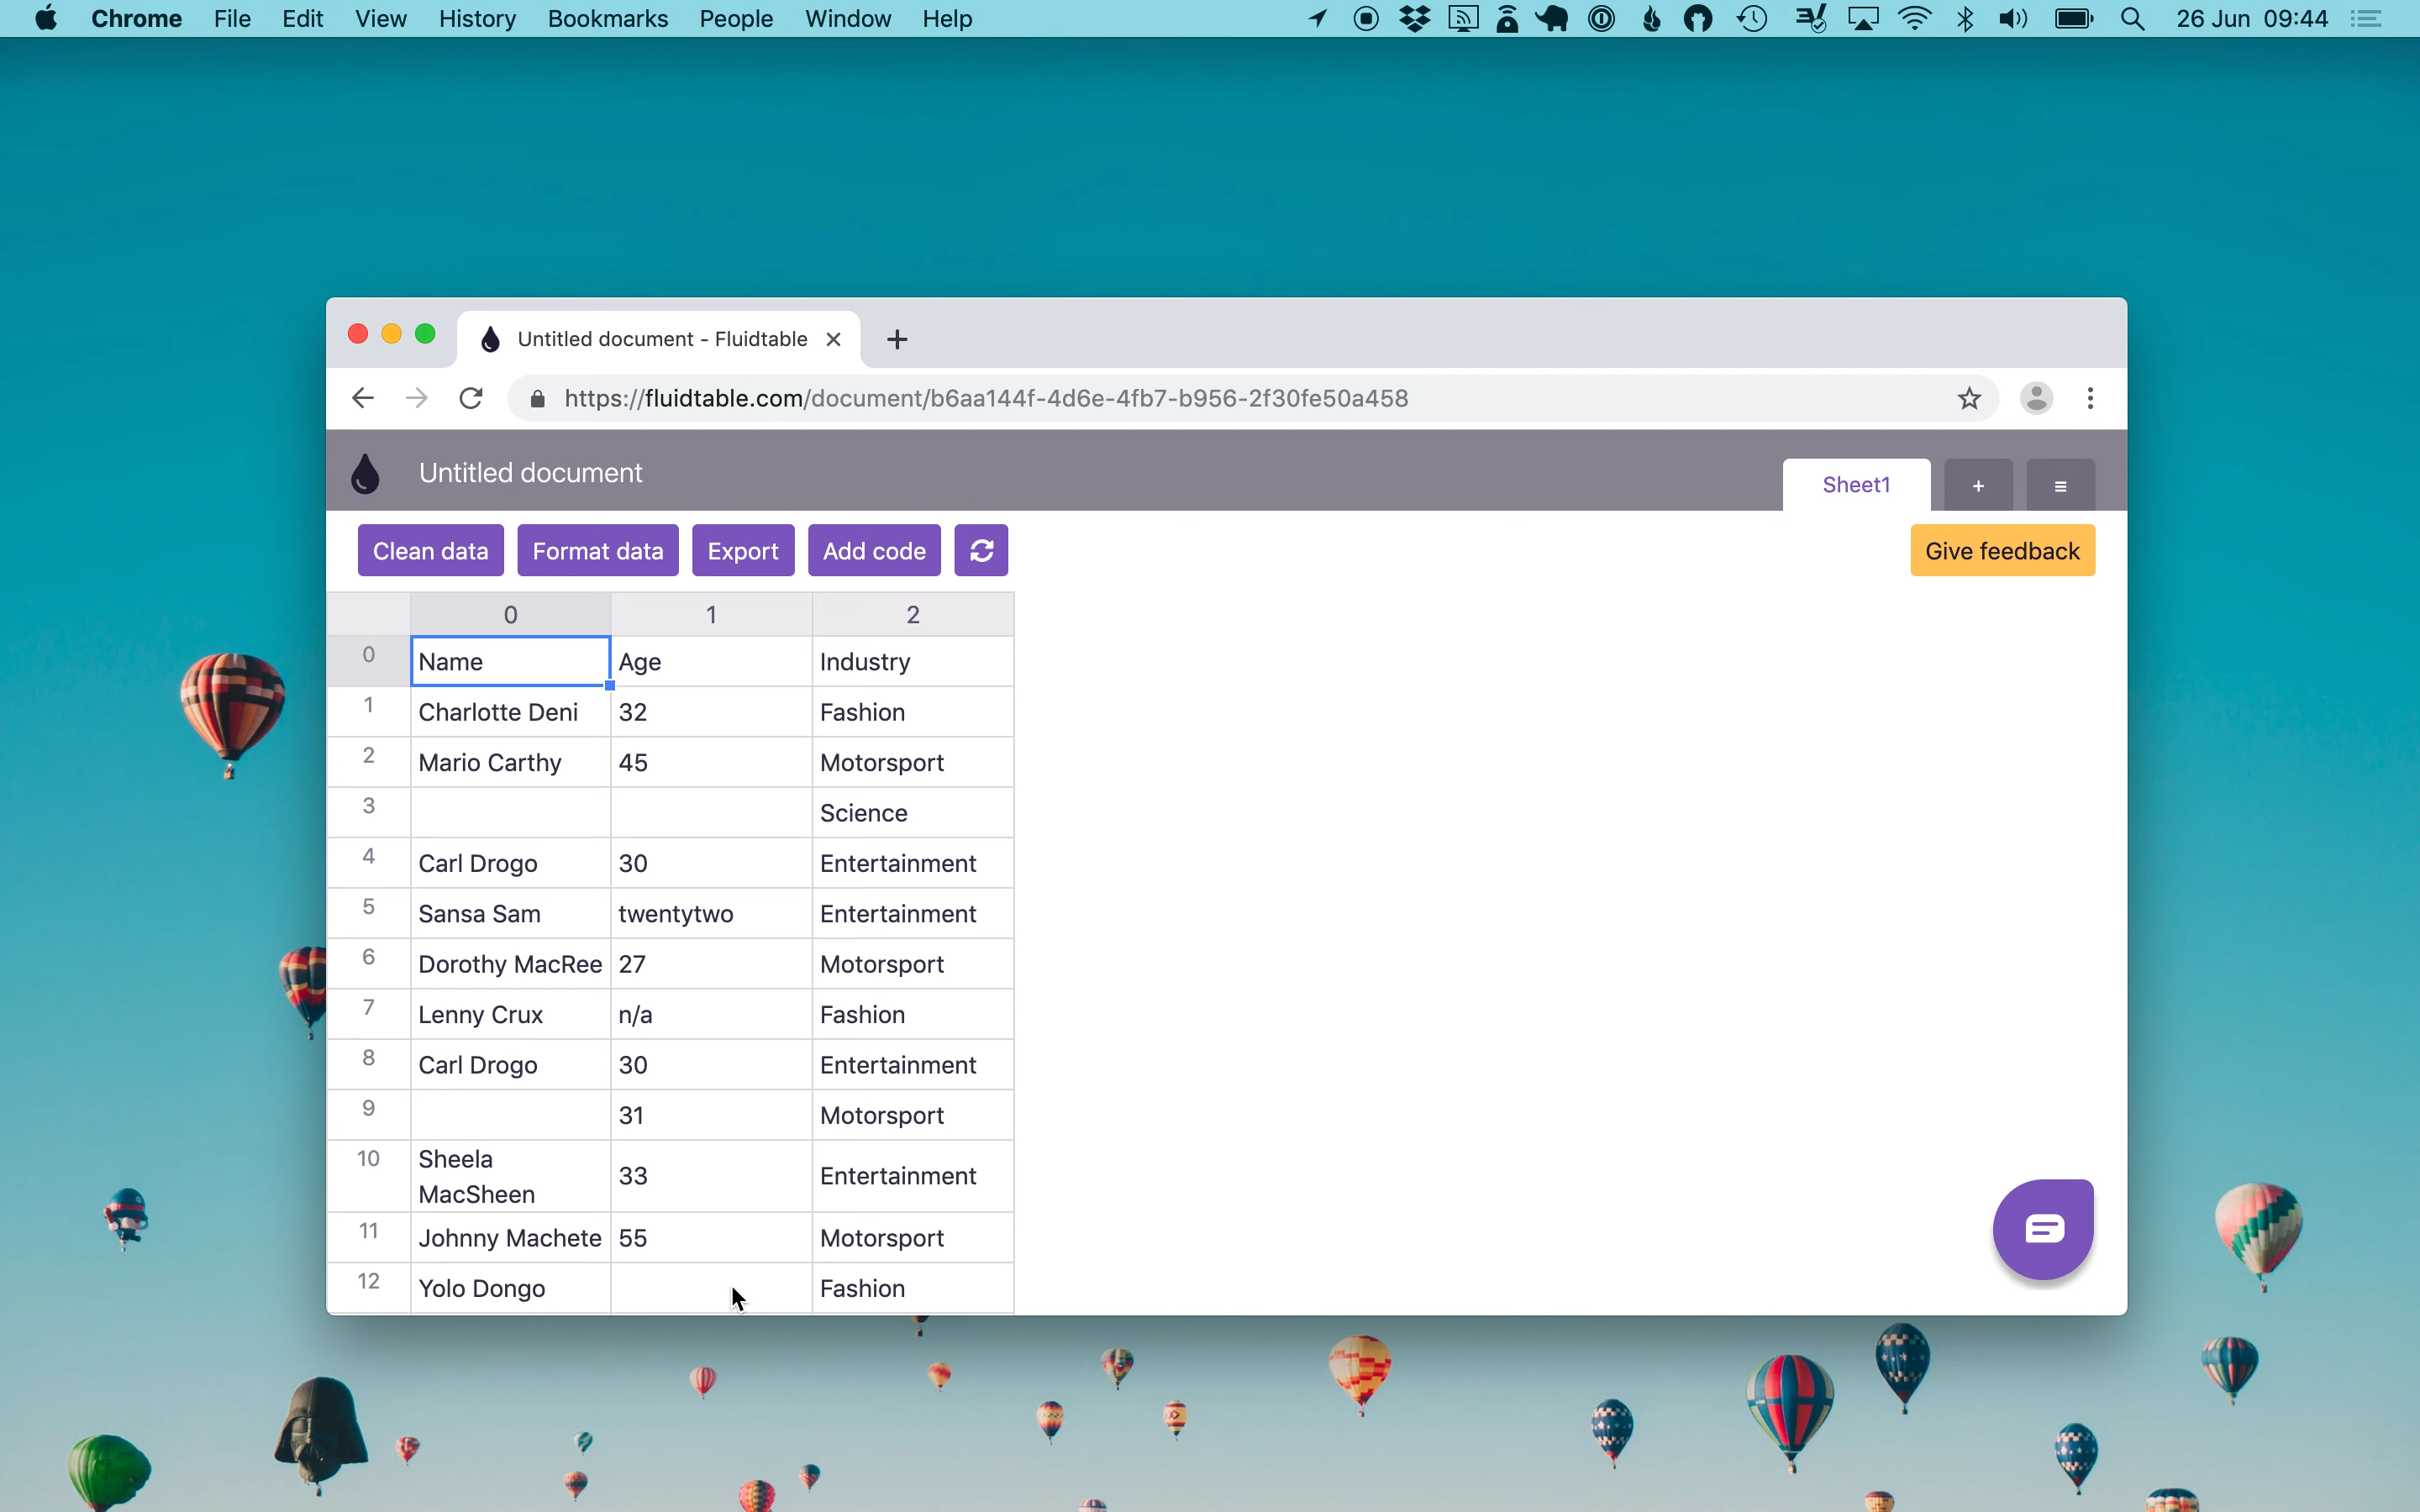 Chrome File Edit View History Bookmarks People Window Help 26 Jun 09:44
Untitled document - Fluidtable
https://fluidtable.com/document/b6aa144f-4d6e-4fb7-b956-2f30fe50a458
Untitled document Sheet1 + ≡
Clean data Format data Export Add code Give feedback
0 1 2
0 Name Age Industry
1 Charlotte Deni 32 Fashion
2 Mario Carthy 45 Motorsport
3 Science
4 Carl Drogo 30 Entertainment
5 Sansa Sam twentytwo Entertainment
6 Dorothy MacRee 27 Motorsport
7 Lenny Crux n/a Fashion
8 Carl Drogo 30 Entertainment
9 31 Motorsport
10 Sheela 33 Entertainment
MacSheen
11 Johnny Machete 55 Motorsport
12 Yolo Dongo Fashion